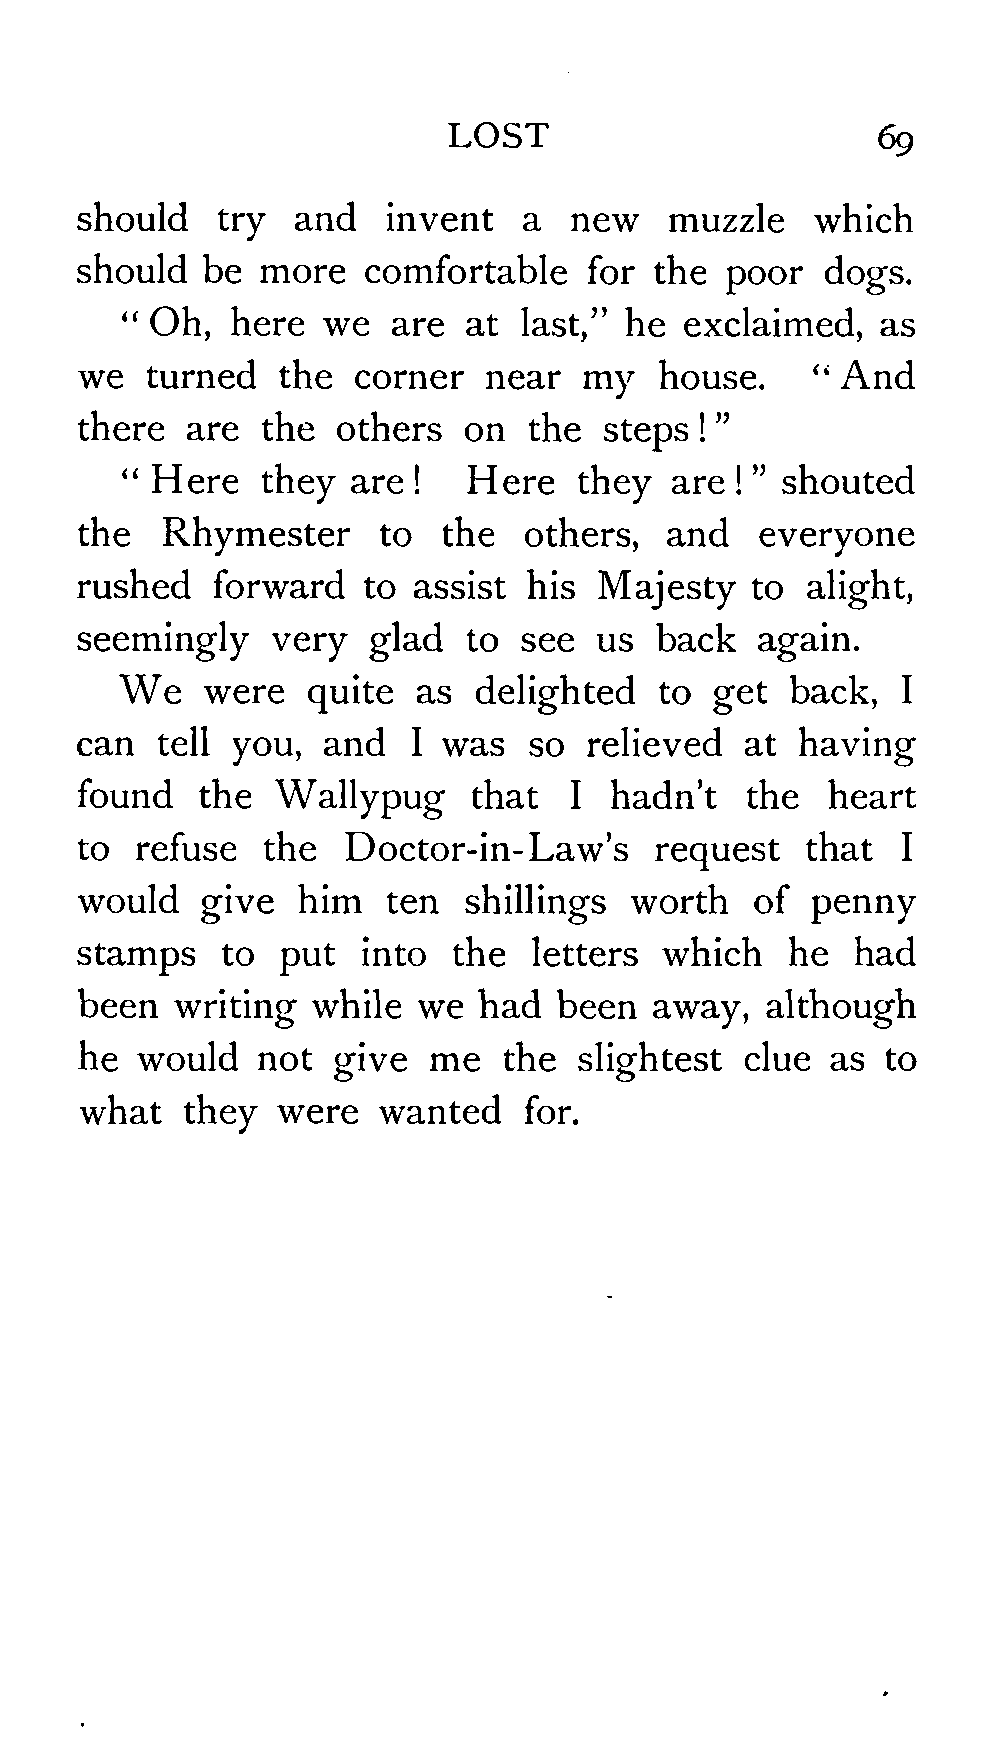 LOST 69
should try and invent a new muzzle which
should be more comfortable for the poor dogs.
“Oh, here we are at last,” he exclaimed, as
we turned the corner near my house. “And
there are the others on the steps!”
“Here they are! Here they are!” shouted
the Rhymester to the others, and everyone
rushed forward to assist his Majesty to alight,
seemingly very glad to see us back again.
We were quite as delighted to get back, I
can tell you, and I was so relieved at having
found the Wallypug that I hadn’t the heart
to refuse the Doctor-in-Law’s request that I
would give him ten shillings worth of penny
stamps to put into the letters which he had
been writing while we had been away, although
he would not give me the slightest clue as to
what they were wanted for.